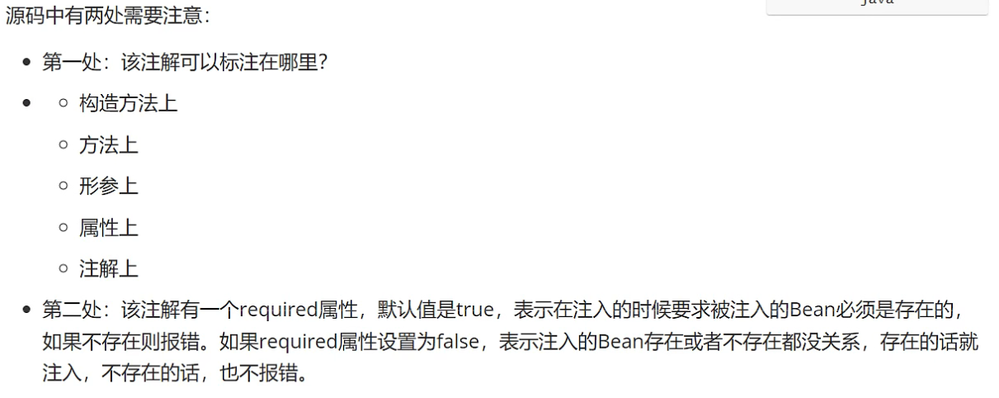 java
源码中有两处需要注意：
第一处：该注解可以标注在哪里？
构造方法上
方法上
形参上
属性上
注解上
第二处：该注解有一个required属性，默认值是true，表示在注入的时候要求被注入的Bean必须是存在的，
如果不存在则报错。如果required属性设置为false，表示注入的Bean存在或者不存在都没关系，存在的话就
注入，不存在的话，也不报错。